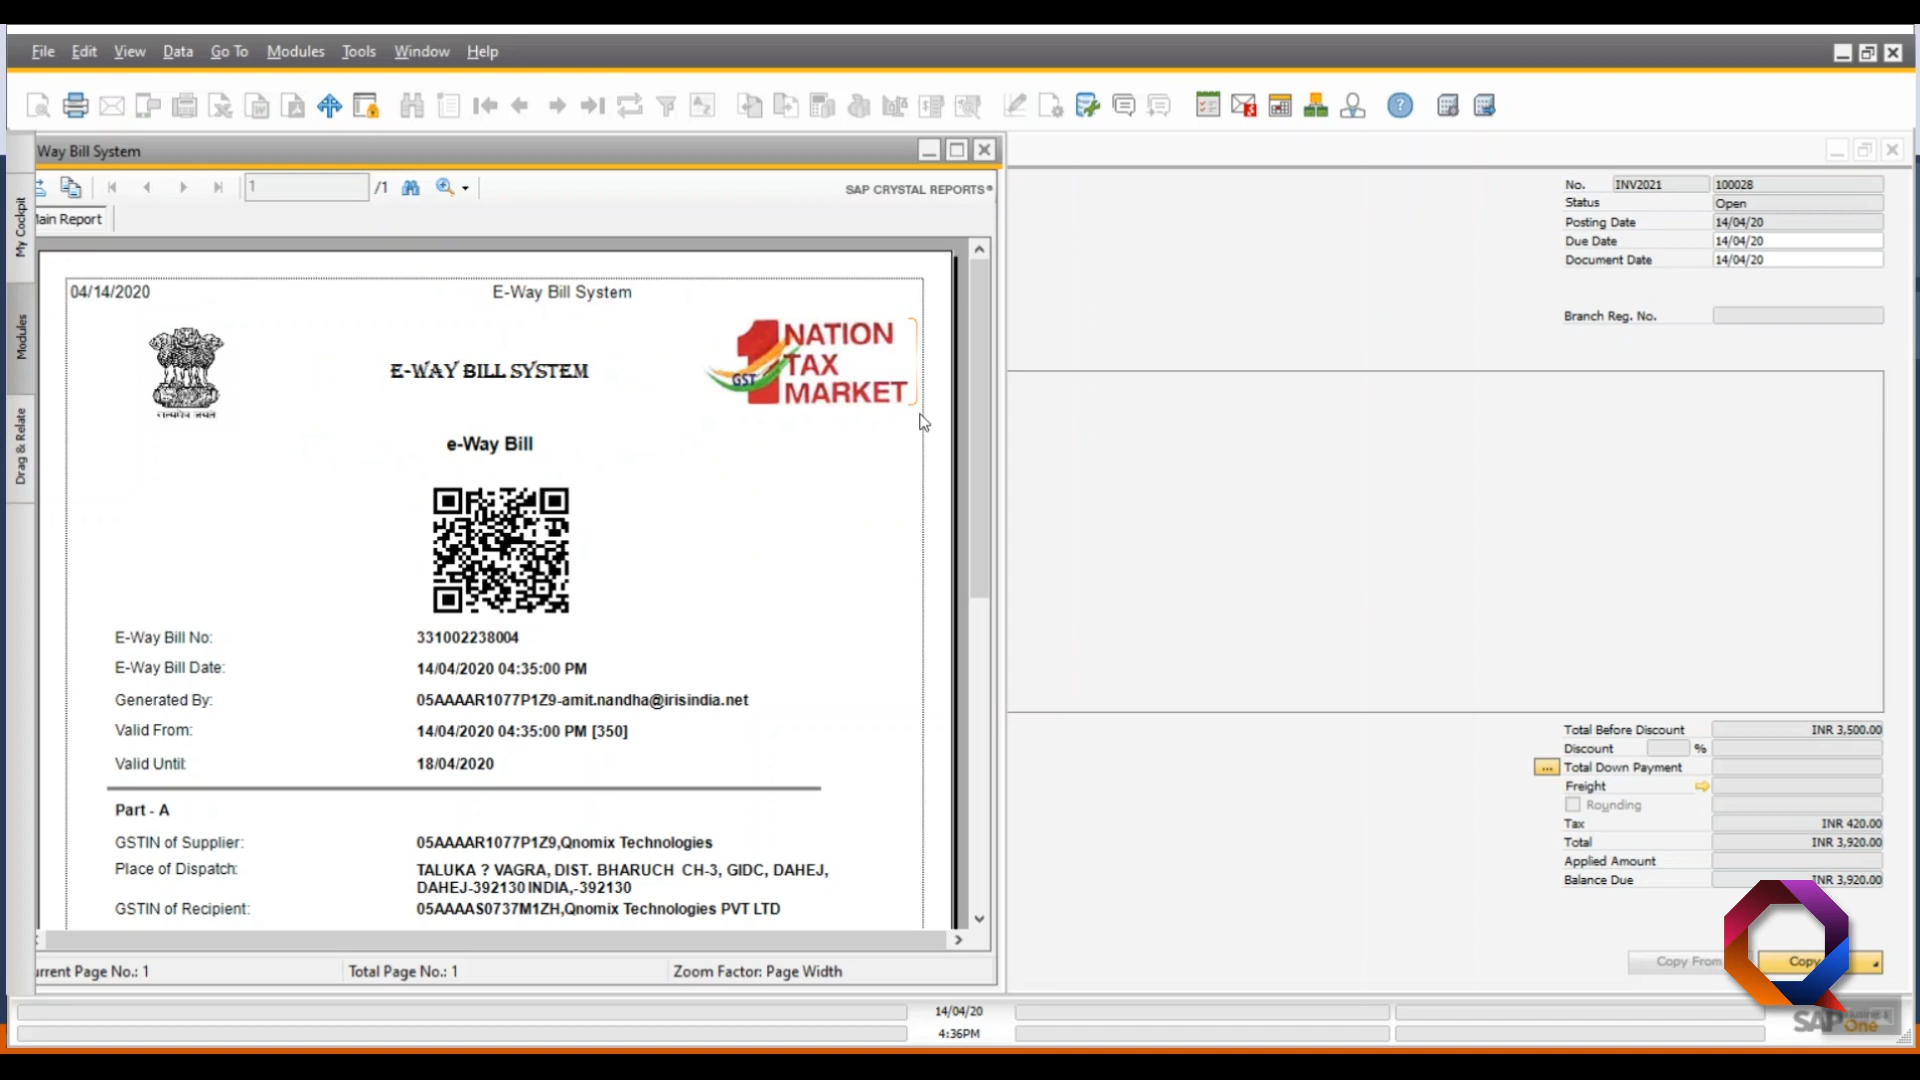 File Edit View Data Go To Modules Tools Window Help
Way Bill System
1 /1
SAP CRYSTAL REPORTS®
Main Report
My Cockpit
Modules
Drag & Relate
04/14/2020 E-Way Bill System
सत्यमेव जयते
E-WAY BILL SYSTEM
1 NATION
TAX
MARKET
GST
e-Way Bill
E-Way Bill No: 331002238004
E-Way Bill Date: 14/04/2020 04:35:00 PM
Generated By: 05AAAAR1077P1Z9-amit.nandha@irisindia.net
Valid From: 14/04/2020 04:35:00 PM [350]
Valid Until: 18/04/2020
Part - A
GSTIN of Supplier: 05AAAAR1077P1Z9,Qnomix Technologies
Place of Dispatch: TALUKA ? VAGRA, DIST. BHARUCH CH-3, GIDC, DAHEJ,
DAHEJ-392130 INDIA,-392130
GSTIN of Recipient: 05AAAAS0737M1ZH,Qnomix Technologies PVT LTD
urrent Page No.: 1 Total Page No.: 1 Zoom Factor: Page Width
No. INV2021 100028
Status Open
Posting Date 14/04/20
Due Date 14/04/20
Document Date 14/04/20
Branch Reg. No.
Total Before Discount INR 3,500.00
Discount %
... Total Down Payment
Freight
Rounding
Tax INR 420.00
Total INR 3,920.00
Applied Amount
Balance Due INR 3,920.00
Copy From Copy
14/04/20
4:36PM
SAP Business One